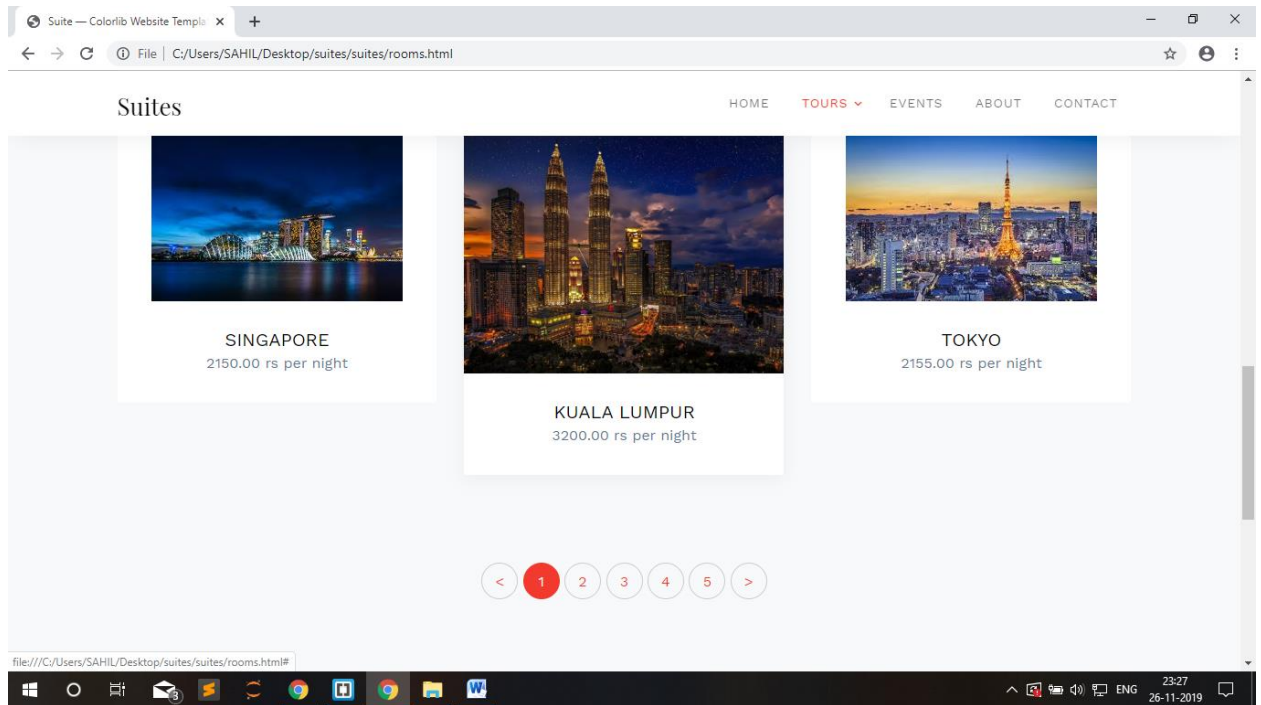 Suite — Colorlib Website Templa
File | C:/Users/SAHIL/Desktop/suites/suites/rooms.html
Suites
HOME TOURS EVENTS ABOUT CONTACT
SINGAPORE
2150.00 rs per night
KUALA LUMPUR
3200.00 rs per night
TOKYO
2155.00 rs per night
< 1 2 3 4 5 >
file:///C:/Users/SAHIL/Desktop/suites/suites/rooms.html#
3
W
ENG
23:27
26-11-2019